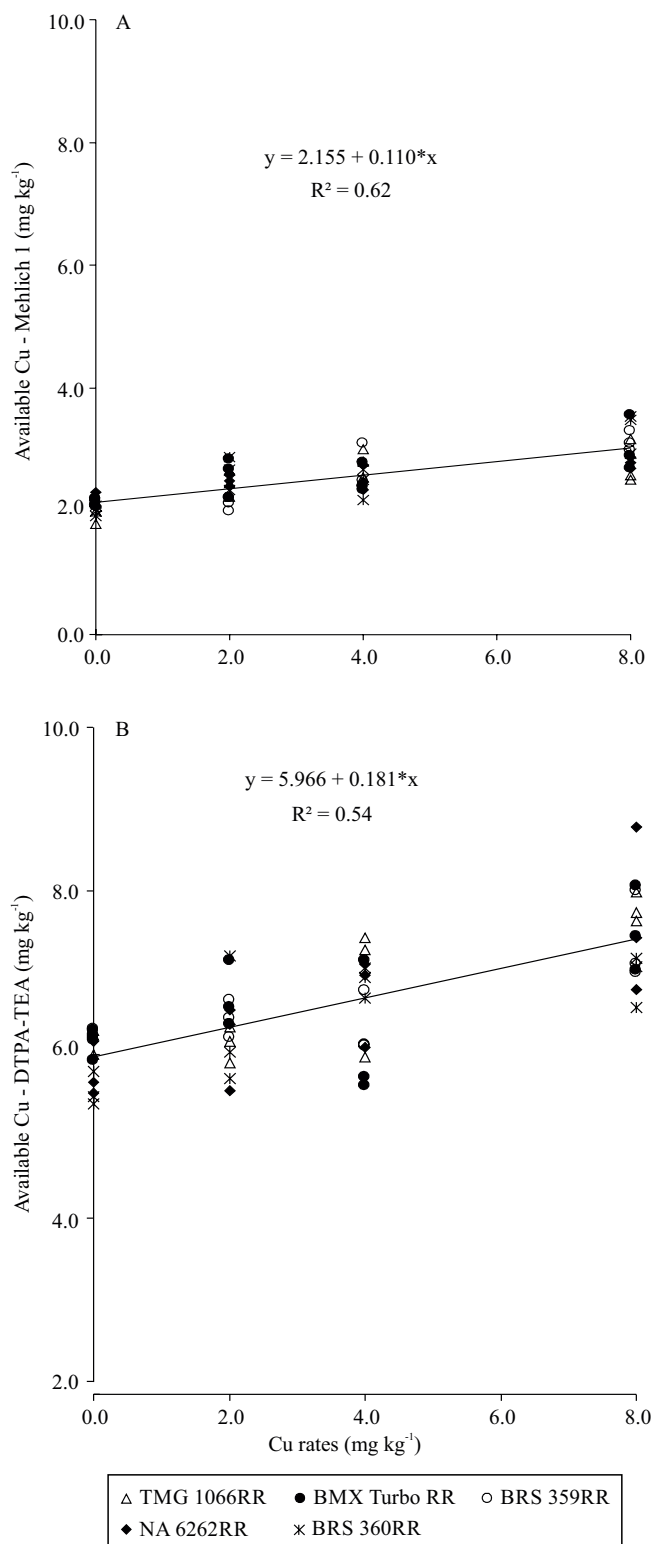 10.0 A
8.0
y = 2.155 + 0.110*x
R² = 0.62
6.0
4.0
2.0
0.0
Available Cu - Mehlich 1 (mg kg⁻¹)
0.0 2.0 4.0 6.0 8.0
10.0 B
y = 5.966 + 0.181*x
R² = 0.54
8.0
6.0
4.0
2.0
Available Cu - DTPA-TEA (mg kg⁻¹)
0.0 2.0 4.0 6.0 8.0
Cu rates (mg kg⁻¹)
TMG 1066RR BMX Turbo RR BRS 359RR
NA 6262RR BRS 360RR